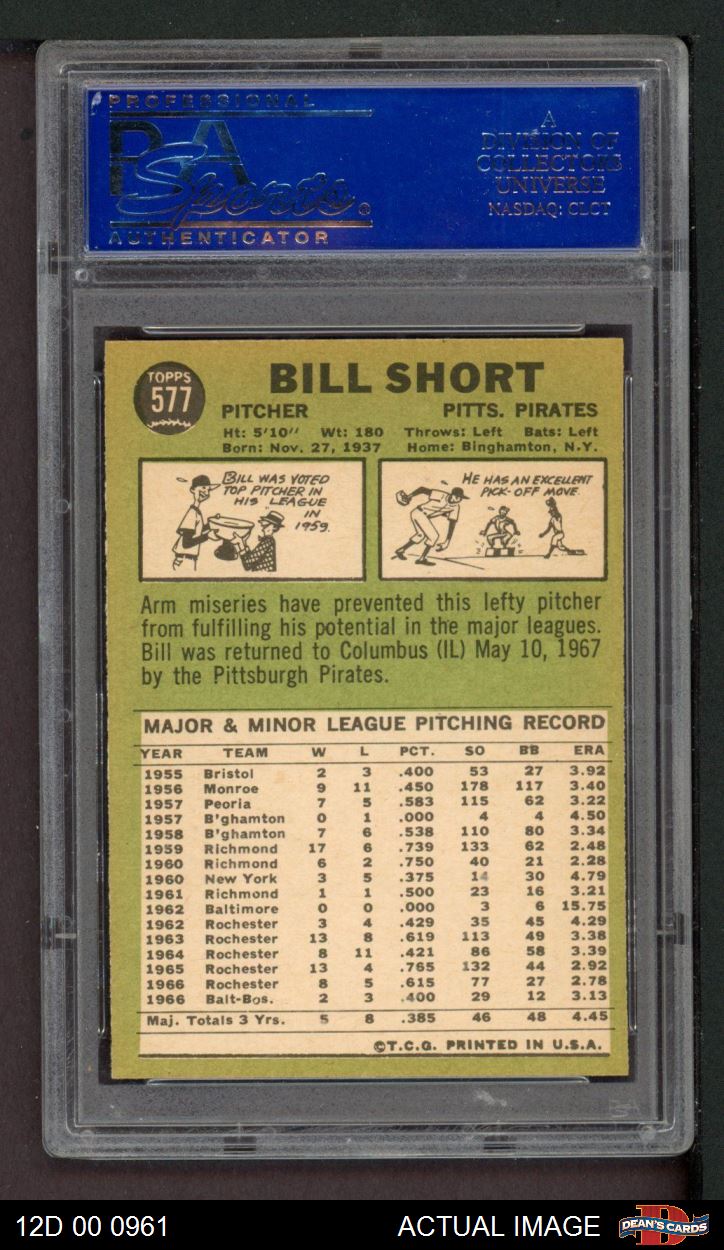 PROFESSIONAL
PSA
Sports®
AUTHENTICATOR
A
DIVISION OF
COLLECTORS
UNIVERSE
NASDAQ: CLCT
TOPPS
577
BILL SHORT
PITCHER PITTS. PIRATES
Ht: 5'10" Wt: 180 Throws: Left Bats: Left
Born: Nov. 27, 1937 Home: Binghamton, N.Y.
BILL WAS VOTED
TOP PITCHER IN
HIS LEAGUE
IN
1959.
HE HAS AN EXCELLENT
PICK-OFF MOVE.
Arm miseries have prevented this lefty pitcher
from fulfilling his potential in the major leagues.
Bill was returned to Columbus (IL) May 10, 1967
by the Pittsburgh Pirates.
MAJOR & MINOR LEAGUE PITCHING RECORD
YEAR TEAM W L PCT. SO BB ERA
1955 Bristol 2 3 .400 53 27 3.92
1956 Monroe 9 11 .450 178 117 3.40
1957 Peoria 7 5 .583 115 62 3.22
1957 B'ghamton 0 1 .000 4 4 4.50
1958 B'ghamton 7 6 .538 110 80 3.34
1959 Richmond 17 6 .739 133 62 2.48
1960 Richmond 6 2 .750 40 21 2.28
1960 New York 3 5 .375 14 30 4.79
1961 Richmond 1 1 .500 23 16 3.21
1962 Baltimore 0 0 .000 3 6 15.75
1962 Rochester 3 4 .429 35 45 4.29
1963 Rochester 13 8 .619 113 49 3.38
1964 Rochester 8 11 .421 86 58 3.39
1965 Rochester 13 4 .765 132 44 2.92
1966 Rochester 8 5 .615 77 27 2.78
1966 Balt-Bos. 2 3 .400 29 12 3.13
Maj. Totals 3 Yrs. 5 8 .385 46 48 4.45
©T.C.G. PRINTED IN U.S.A.
12D 00 0961 ACTUAL IMAGE DEAN'S CARDS